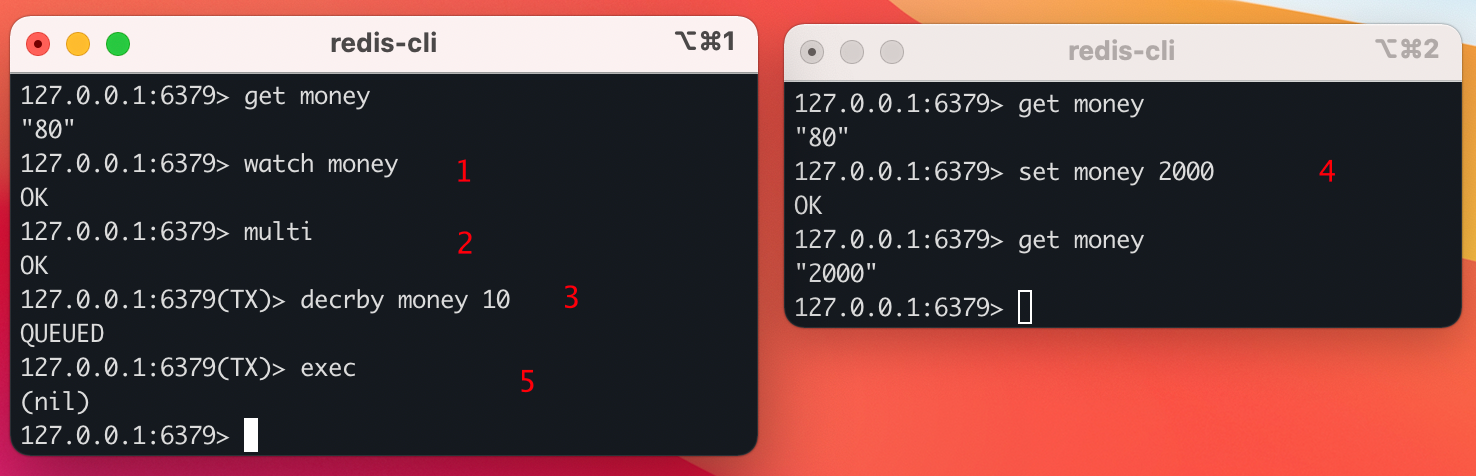 redis-cli ⌥⌘1
127.0.0.1:6379> get money
"80"
127.0.0.1:6379> watch money 1
OK
127.0.0.1:6379> multi 2
OK
127.0.0.1:6379(TX)> decrby money 10 3
QUEUED
127.0.0.1:6379(TX)> exec 5
(nil)
127.0.0.1:6379>
redis-cli ⌥⌘2
127.0.0.1:6379> get money
"80"
127.0.0.1:6379> set money 2000 4
OK
127.0.0.1:6379> get money
"2000"
127.0.0.1:6379>